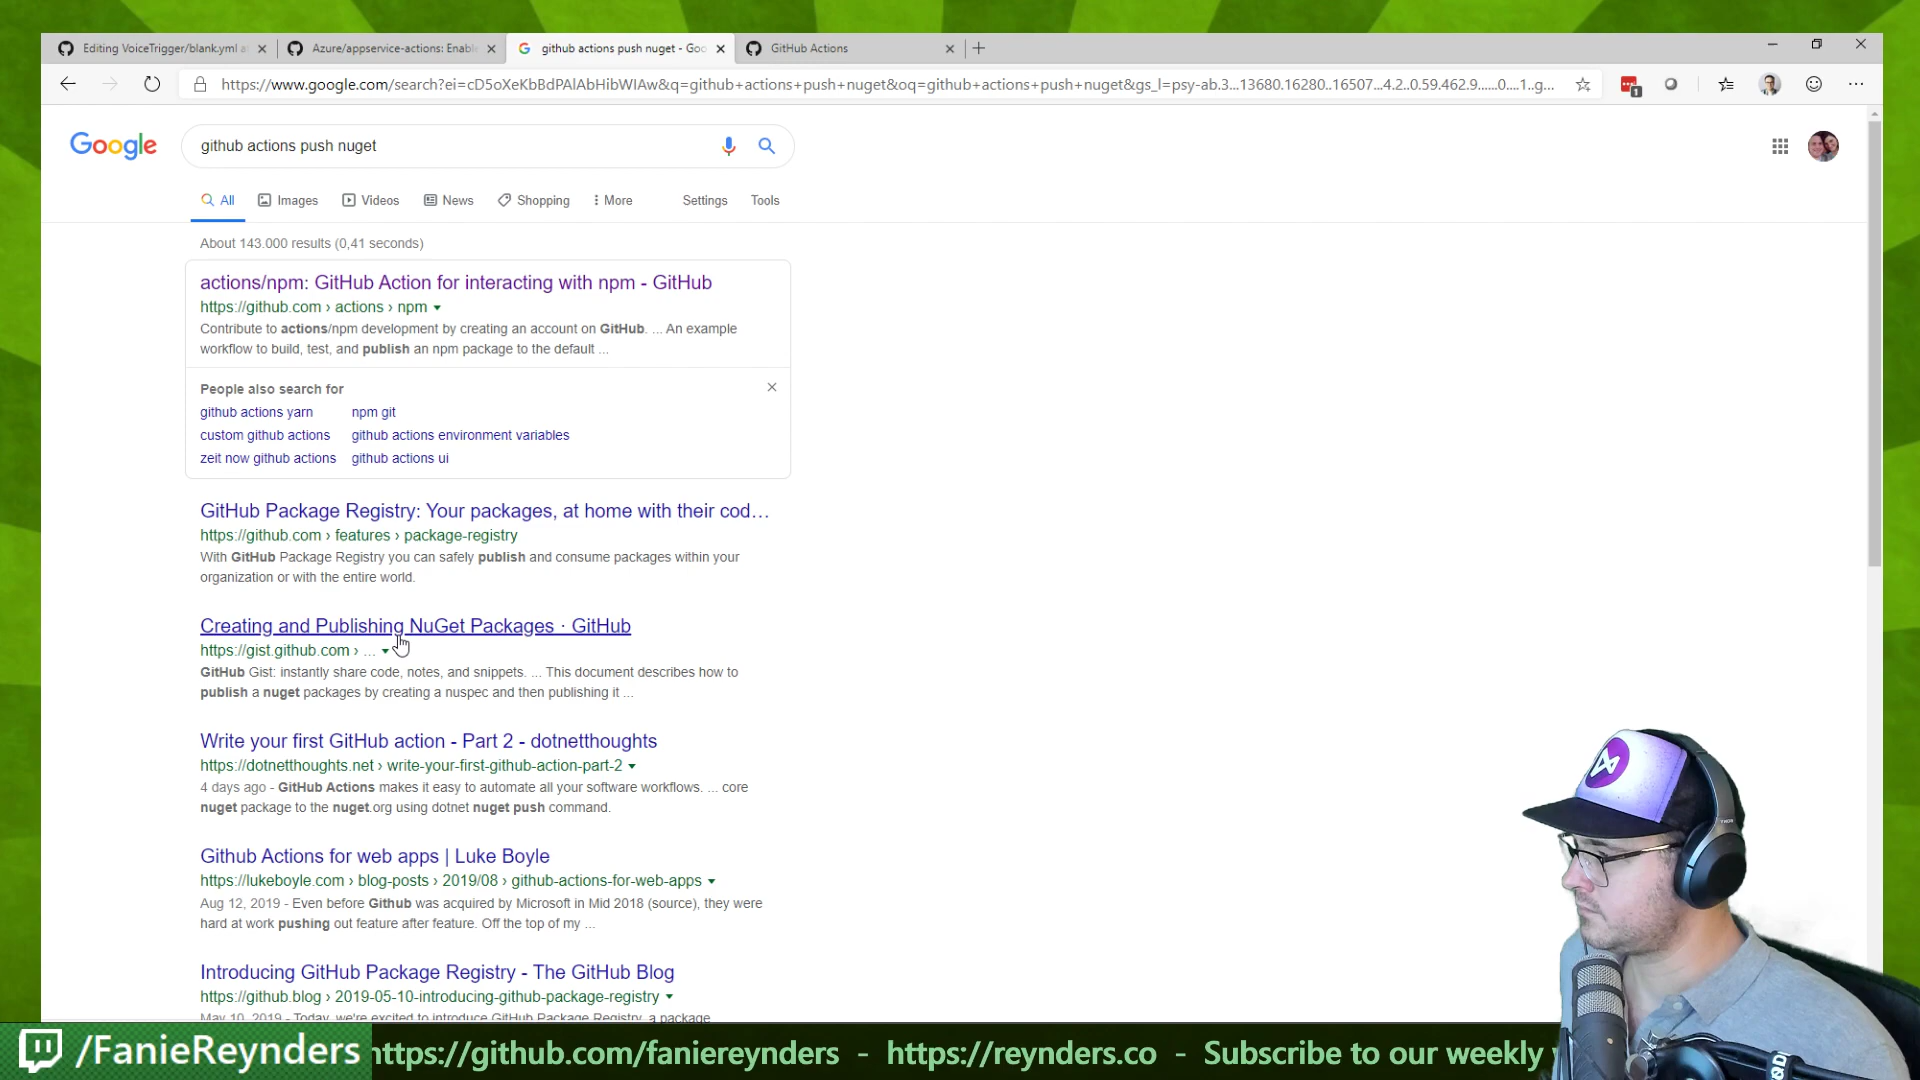 Editing VoiceTrigger/blank.yml a
Azure/appservice-actions: Enabl
github actions push nuget - Goo
GitHub Actions
https://www.google.com/search?ei=cD5oXeKbBdPAlAbHibWIAw&q=github+actions+push+nuget&oq=github+actions+push+nuget&gs_l=psy-ab.3...13680.16280..16507...4.2..0.59.462.9......0....1..g...
Google
github actions push nuget
All
Images
Videos
News
Shopping
More
Settings
Tools
About 143.000 results (0,41 seconds)
actions/npm: GitHub Action for interacting with npm - GitHub
https://github.com › actions › npm
Contribute to actions/npm development by creating an account on GitHub. ... An example
workflow to build, test, and publish an npm package to the default ...
People also search for
github actions yarn
npm git
custom github actions
github actions environment variables
zeit now github actions
github actions ui
GitHub Package Registry: Your packages, at home with their cod...
https://github.com › features › package-registry
With GitHub Package Registry you can safely publish and consume packages within your
organization or with the entire world.
Creating and Publishing NuGet Packages · GitHub
https://gist.github.com › ...
GitHub Gist: instantly share code, notes, and snippets. ... This document describes how to
publish a nuget packages by creating a nuspec and then publishing it ...
Write your first GitHub action - Part 2 - dotnetthoughts
https://dotnetthoughts.net › write-your-first-github-action-part-2
4 days ago - GitHub Actions makes it easy to automate all your software workflows. ... core
nuget package to the nuget.org using dotnet nuget push command.
Github Actions for web apps | Luke Boyle
https://lukeboyle.com › blog-posts › 2019/08 › github-actions-for-web-apps
Aug 12, 2019 - Even before Github was acquired by Microsoft in Mid 2018 (source), they were
hard at work pushing out feature after feature. Off the top of my ...
Introducing GitHub Package Registry - The GitHub Blog
https://github.blog › 2019-05-10-introducing-github-package-registry
May 10, 2019 - Today, we're excited to introduce GitHub Package Registry, a package
/FanieReynders
https://github.com/faniereynders - https://reynders.co - Subscribe to our weekly